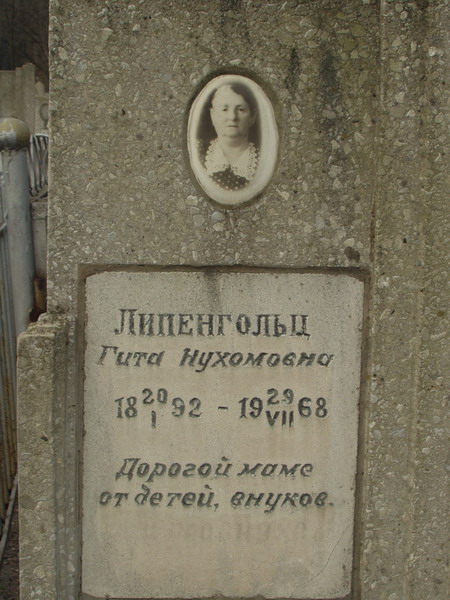 Липенгольц
Гита Нухомовна
18 20/I 92 - 19 29/VII 68
Дорогой маме
от детей, внуков.